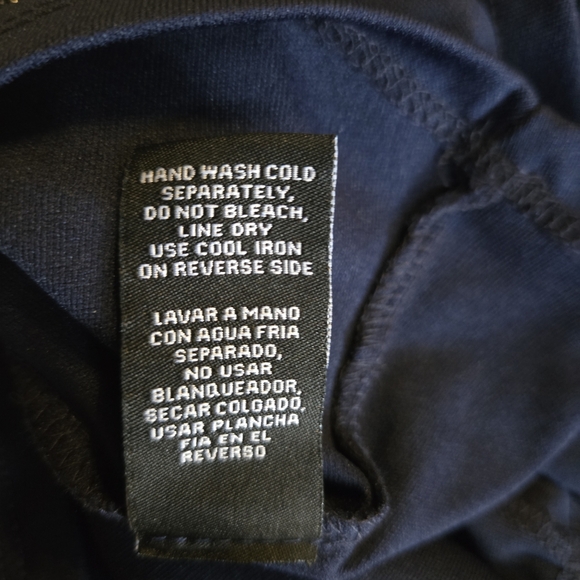 HAND WASH COLD
SEPARATELY,
DO NOT BLEACH,
LINE DRY
USE COOL IRON
ON REVERSE SIDE
LAVAR A MANO
CON AGUA FRIA
SEPARADO,
NO USAR
BLANQUEADOR,
SECAR COLGADO,
USAR PLANCHA
FIA EN EL
REVERSO